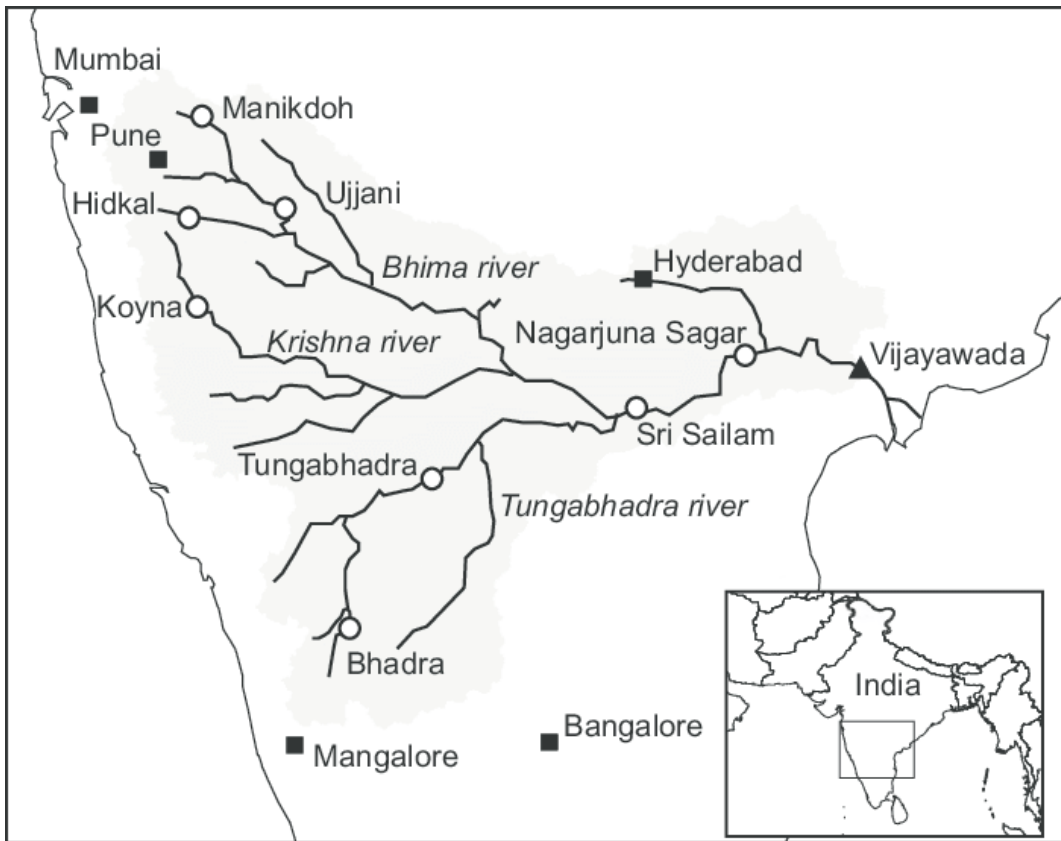 Mumbai
Manikdoh
Pune
Ujjani
Hidkal
Bhima river
Hyderabad
Koyna
Krishna river
Nagarjuna Sagar
Vijayawada
Sri Sailam
Tungabhadra
Tungabhadra river
Bhadra
India
Bangalore
Mangalore